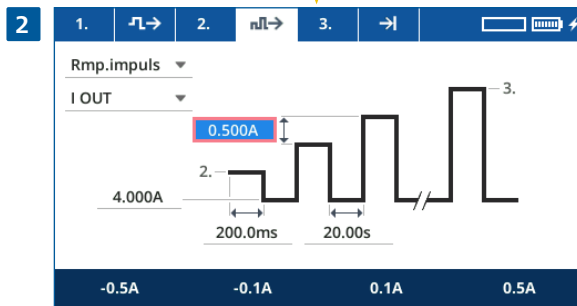 2
1. 2. 3.
Rmp.impuls
I OUT
3.
0.500A
2.
4.000A
200.0ms 20.00s
-0.5A -0.1A 0.1A 0.5A